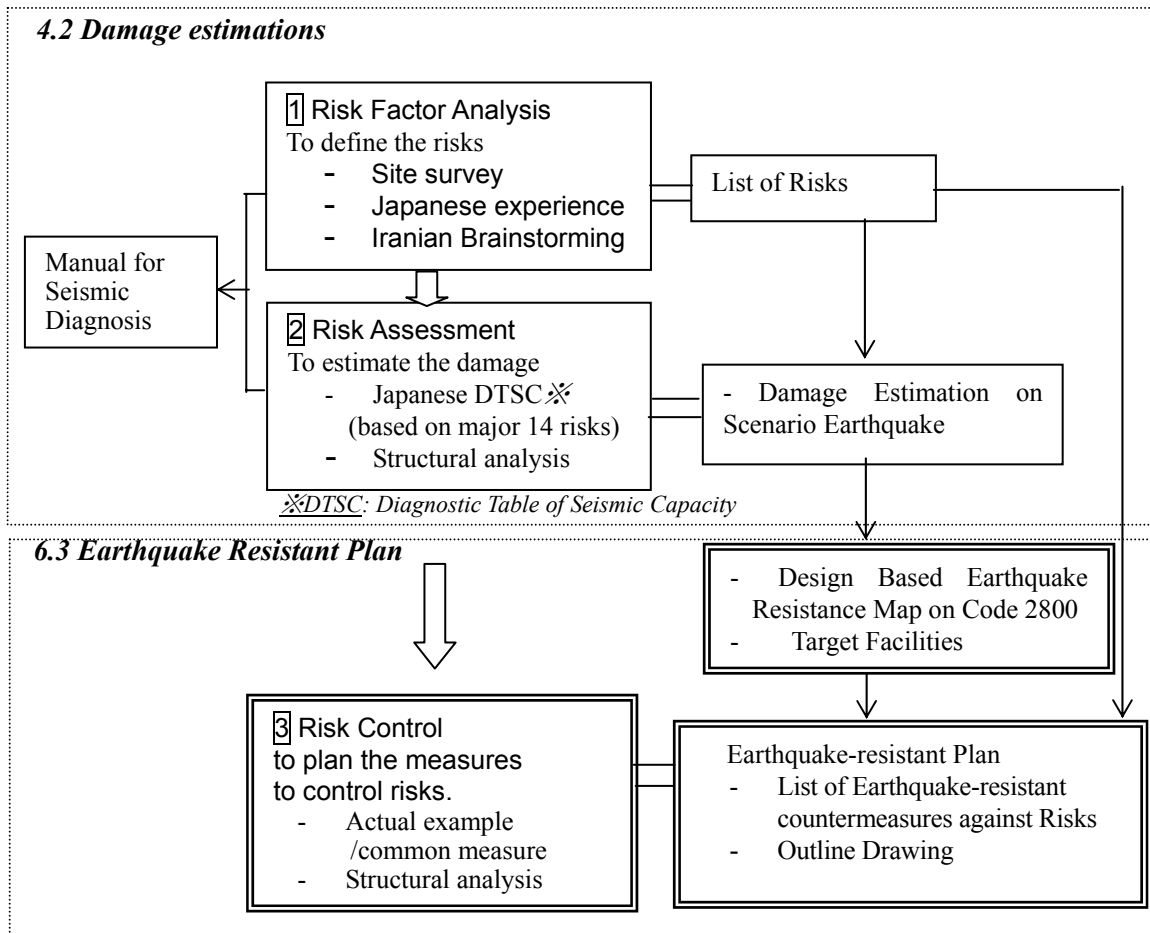 4.2 Damage estimations
1 Risk Factor Analysis
To define the risks
- Site survey
- Japanese experience
- Iranian Brainstorming
List of Risks
Manual for
Seismic
Diagnosis
2 Risk Assessment
To estimate the damage
- Japanese DTSC※
(based on major 14 risks)
- Structural analysis
- Damage Estimation on
Scenario Earthquake
※DTSC: Diagnostic Table of Seismic Capacity
6.3 Earthquake Resistant Plan
- Design Based Earthquake
Resistance Map on Code 2800
- Target Facilities
3 Risk Control
to plan the measures
to control risks.
- Actual example
/common measure
- Structural analysis
Earthquake-resistant Plan
- List of Earthquake-resistant
countermeasures against Risks
- Outline Drawing